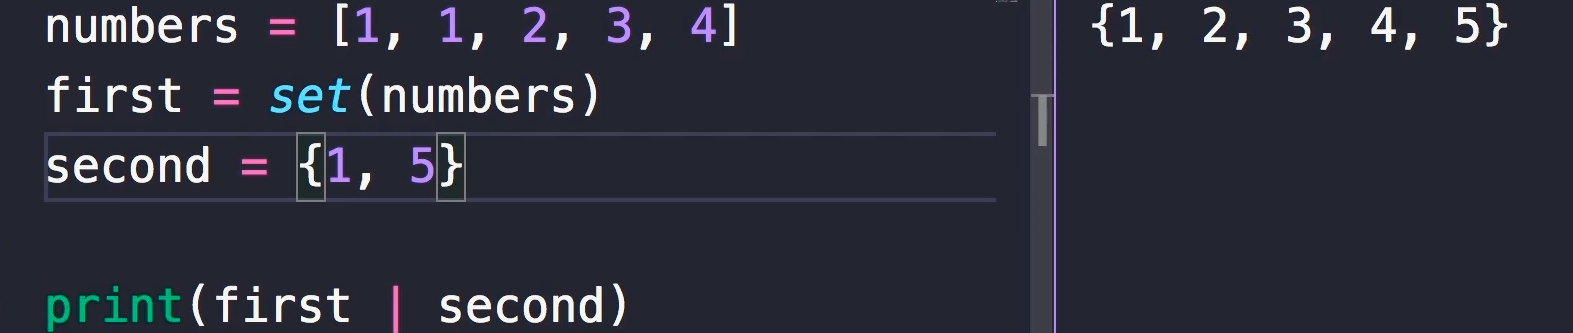 numbers = [1, 1, 2, 3, 4]
first = set(numbers)
second = {1, 5}
print(first | second)
{1, 2, 3, 4, 5}